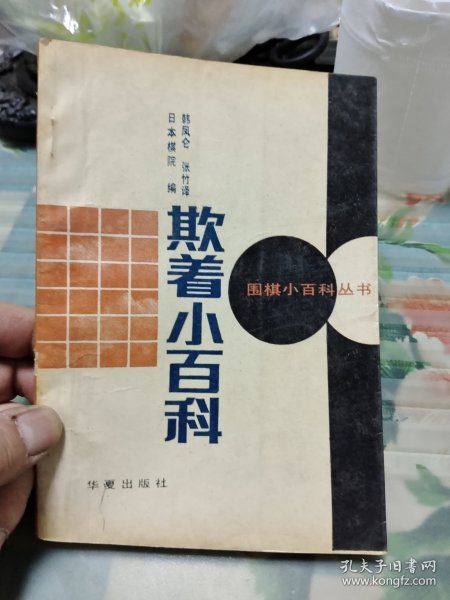 日本棋院 编
韩凤仑 张竹译
欺着小百科
围棋小百科丛书
华夏出版社
孔夫子旧书网
www.kongfz.com